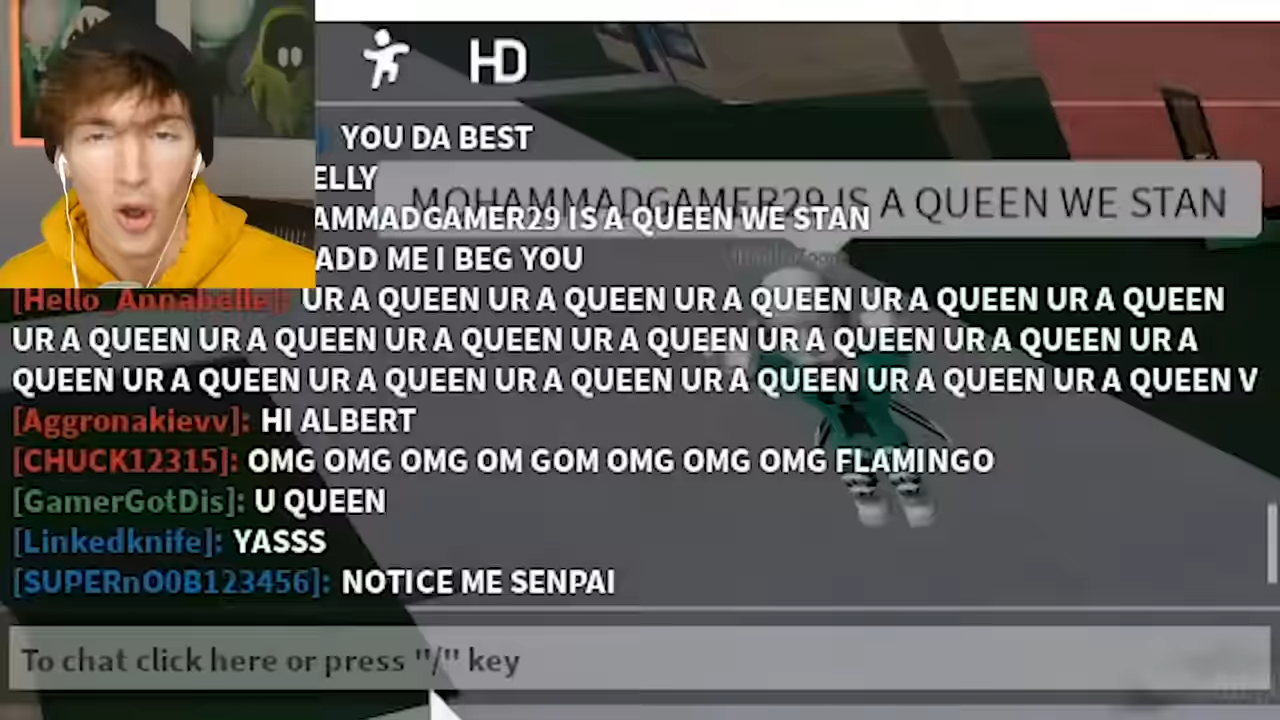 HD
YOU DA BEST
ELLY
MOHAMMADGAMER29 IS A QUEEN WE STAN
AMMADGAMER29 IS A QUEEN WE STAN
ADD ME I BEG YOU
[Hello_Annabelle]: UR A QUEEN UR A QUEEN UR A QUEEN UR A QUEEN UR A QUEEN
UR A QUEEN UR A QUEEN UR A QUEEN UR A QUEEN UR A QUEEN UR A QUEEN UR A
QUEEN UR A QUEEN UR A QUEEN UR A QUEEN UR A QUEEN UR A QUEEN UR A QUEEN V
[Aggronakievv]: HI ALBERT
[CHUCK12315]: OMG OMG OMG OM GOM OMG OMG OMG FLAMINGO
[GamerGotDis]: U QUEEN
[Linkedknife]: YASSS
[SUPERnO0B123456]: NOTICE ME SENPAI
To chat click here or press "/" key